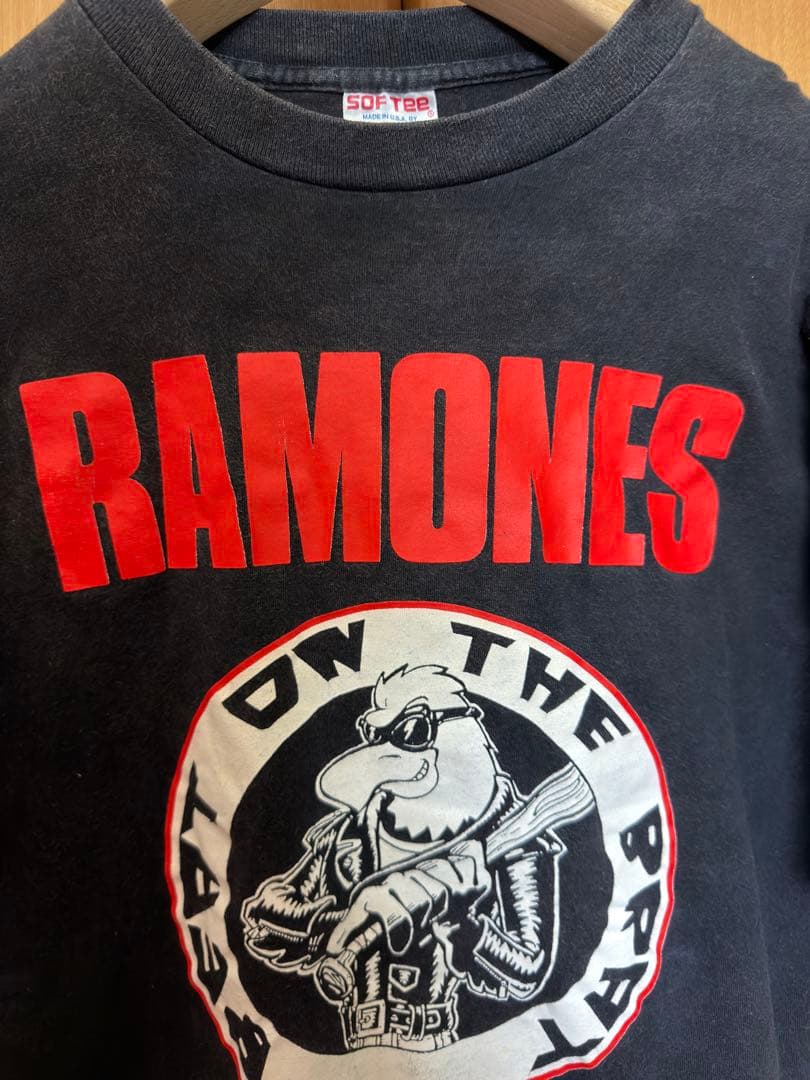 SOFTEE
MADE IN U.S.A. BY
RAMONES
BEAT ON THE BRAT